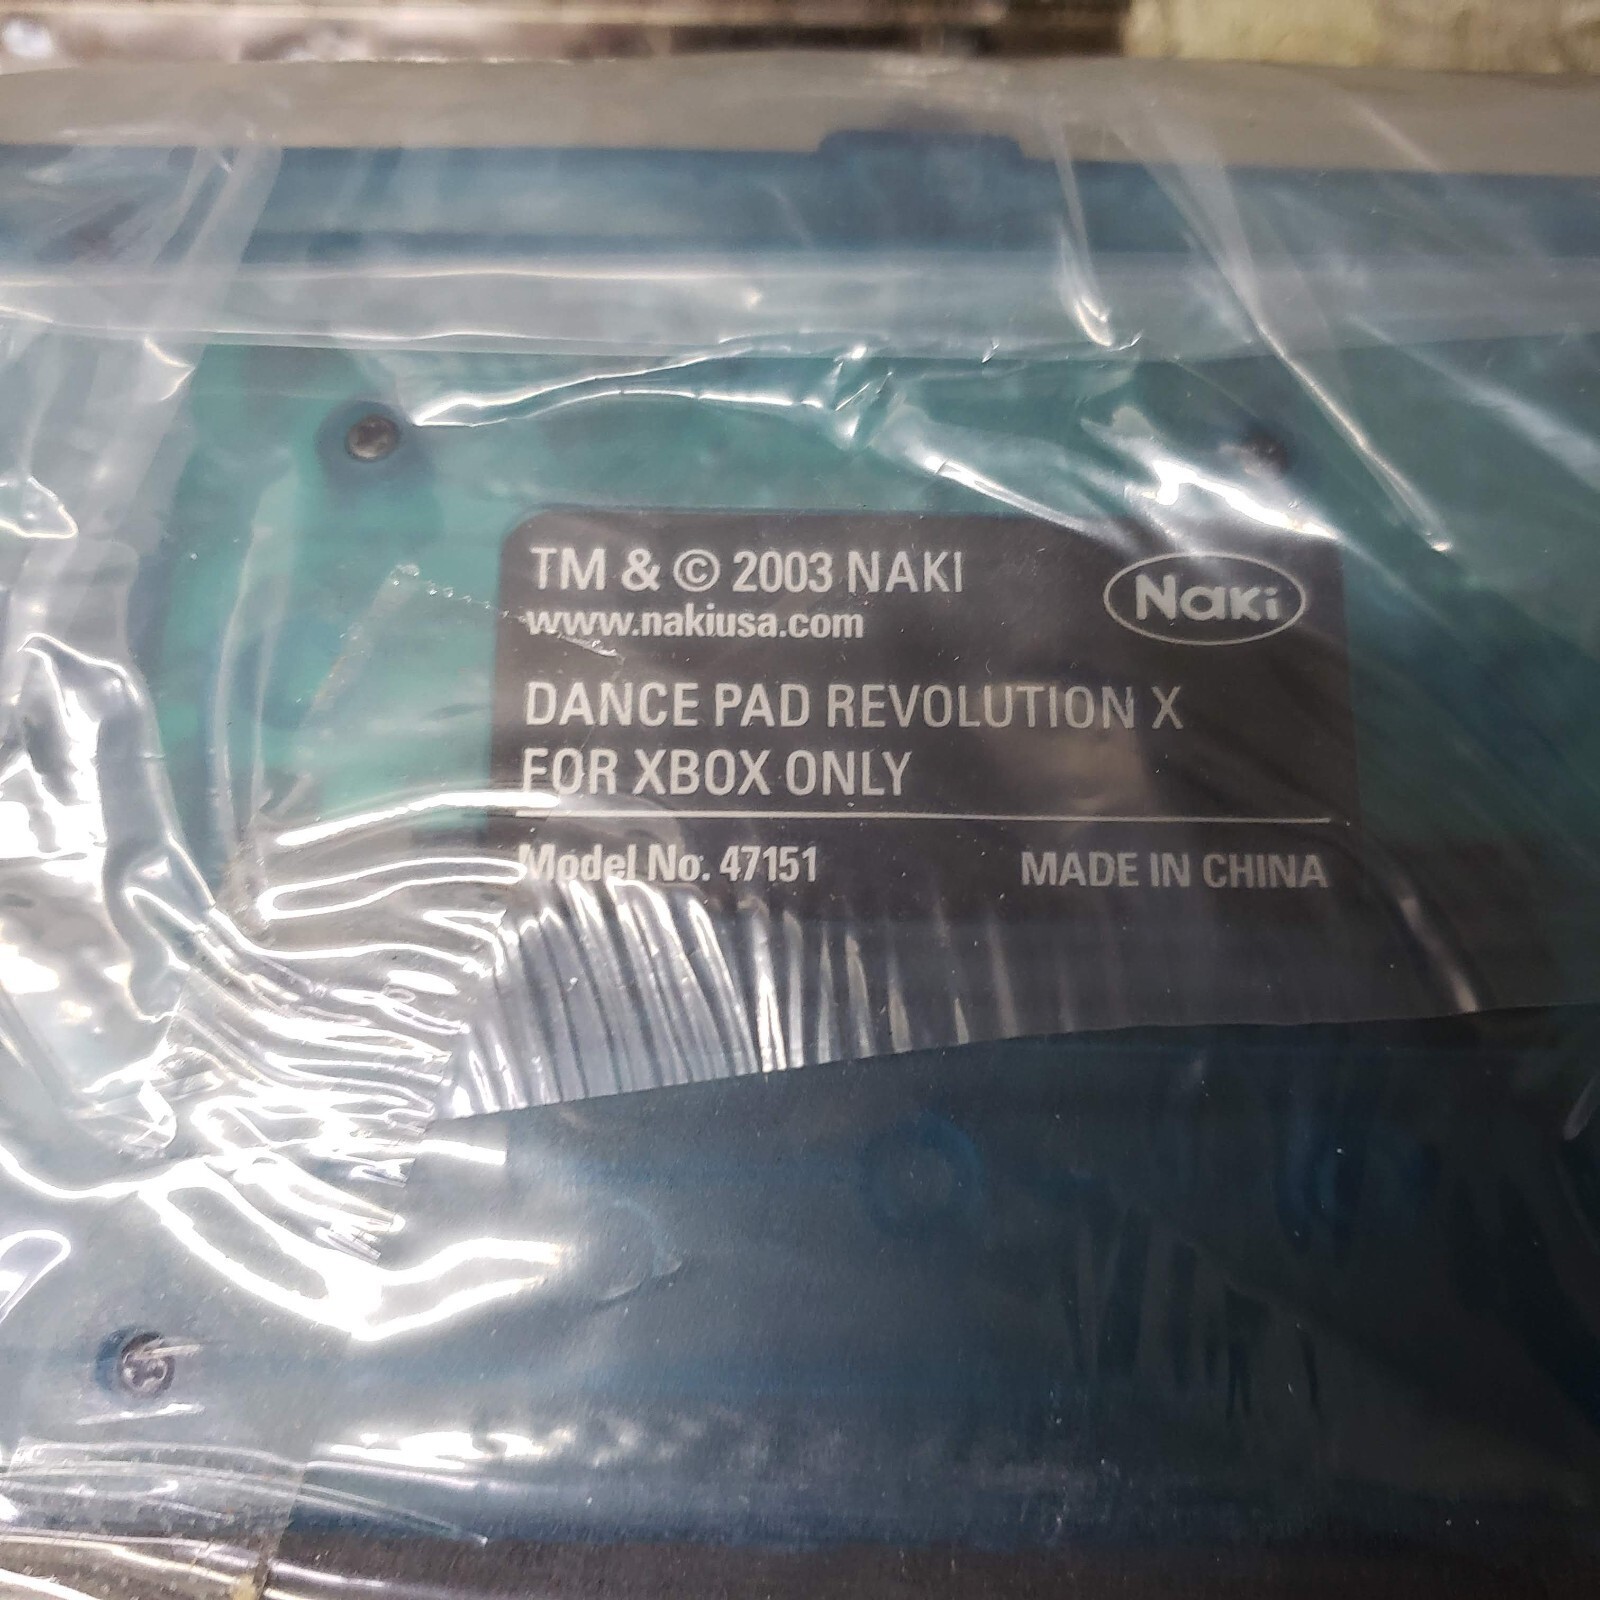 TM & © 2003 NAKI
Naki
www.nakiusa.com
DANCE PAD REVOLUTION X
FOR XBOX ONLY
Model No. 47151 MADE IN CHINA